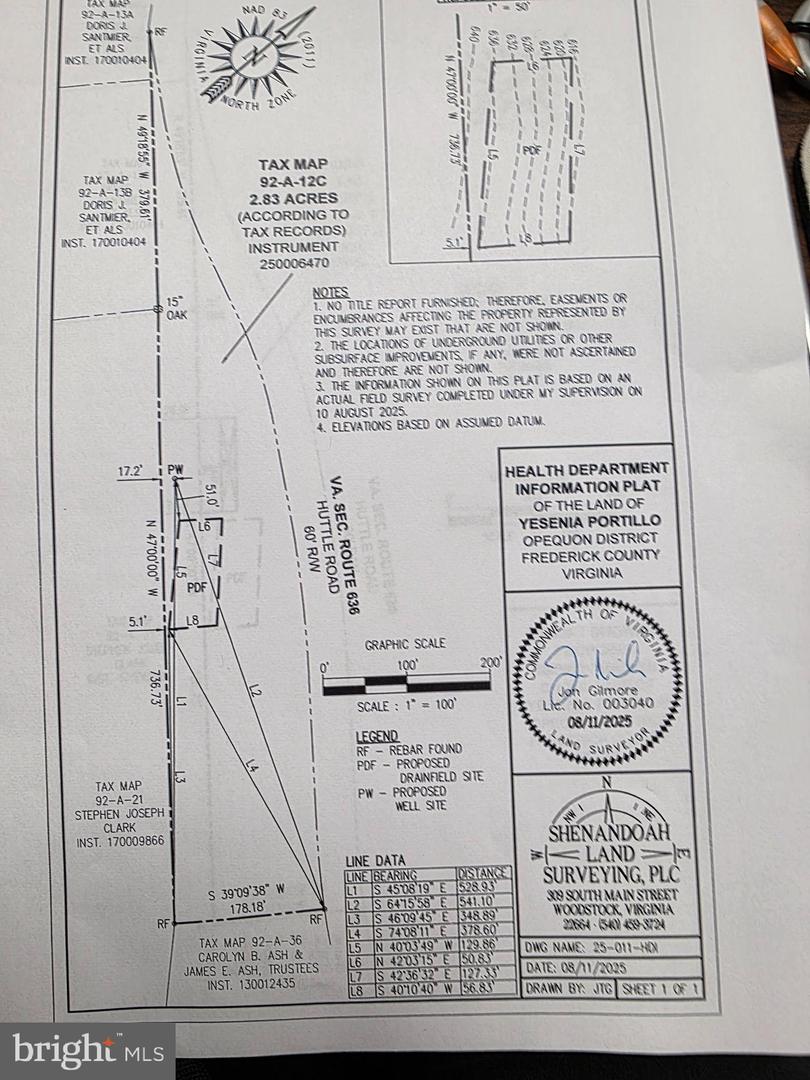 TAX MAP
92-A-13A
DORIS J.
SANTMIER,
ET ALS
INST. 170010404
RF
NAD 83 (2011)
VIRGINIA NORTH ZONE
1" = 50'
640
636
632
628
624
620
616
N 47°00'00" W 736.73'
L5
L6
PDF
L7
L8
5.1'
N 49°18'55" W 379.61'
TAX MAP
92-A-13B
DORIS J.
SANTMIER,
ET ALS
INST. 170010404
TAX MAP
92-A-12C
2.83 ACRES
(ACCORDING TO
TAX RECORDS)
INSTRUMENT
250006470
15"
OAK
NOTES
1. NO TITLE REPORT FURNISHED; THEREFORE, EASEMENTS OR
ENCUMBRANCES AFFECTING THE PROPERTY REPRESENTED BY
THIS SURVEY MAY EXIST THAT ARE NOT SHOWN.
2. THE LOCATIONS OF UNDERGROUND UTILITIES OR OTHER
SUBSURFACE IMPROVEMENTS, IF ANY, WERE NOT ASCERTAINED
AND THEREFORE ARE NOT SHOWN.
3. THE INFORMATION SHOWN ON THIS PLAT IS BASED ON AN
ACTUAL FIELD SURVEY COMPLETED UNDER MY SUPERVISION ON
10 AUGUST 2025.
4. ELEVATIONS BASED ON ASSUMED DATUM.
17.2'
PW
51.0'
L6
L7
L5
PDF
L8
5.1'
N 47°00'00" W
736.73'
L1
L2
L3
L4
VA. SEC. ROUTE 636
HUTTLE ROAD
60' R/W
HEALTH DEPARTMENT
INFORMATION PLAT
OF THE LAND OF
YESENIA PORTILLO
OPEQUON DISTRICT
FREDERICK COUNTY
VIRGINIA
GRAPHIC SCALE
0' 100' 200'
SCALE : 1" = 100'
COMMONWEALTH OF VIRGINIA
Jon Gilmore
Lic. No. 003040
08/11/2025
LAND SURVEYOR
LEGEND
RF - REBAR FOUND
PDF - PROPOSED
DRAINFIELD SITE
PW - PROPOSED
WELL SITE
TAX MAP
92-A-21
STEPHEN JOSEPH
CLARK
INST. 170009866
S 39°09'38" W
178.18'
RF
RF
TAX MAP 92-A-36
CAROLYN B. ASH &
JAMES E. ASH, TRUSTEES
INST. 130012435
LINE DATA
LINE BEARING DISTANCE
L1 S 45°08'19" E 528.93'
L2 S 64°15'58" E 541.10'
L3 S 46°09'45" E 348.89'
L4 S 74°08'11" E 378.60'
L5 N 40°03'49" W 129.86'
L6 N 42°03'15" E 50.83'
L7 S 42°36'32" E 127.33'
L8 S 40°10'40" W 56.83'
N
NW NE
W E
SHENANDOAH
LAND
SURVEYING, PLC
309 SOUTH MAIN STREET
WOODSTOCK, VIRGINIA
22664 - (540) 459-3724
DWG NAME: 25-011-HDI
DATE: 08/11/2025
DRAWN BY: JTG SHEET 1 OF 1
bright™ MLS